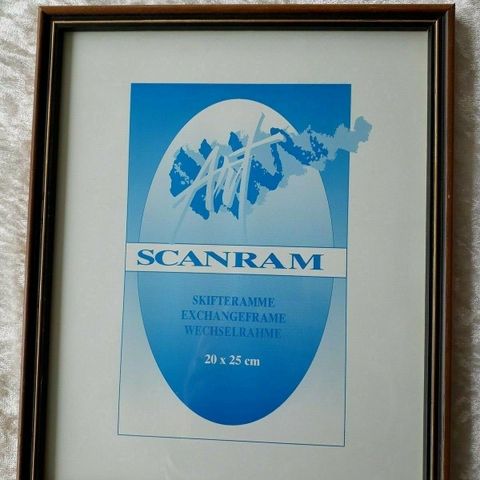 Art
SCANRAM
SKIFTERAMME
EXCHANGEFRAME
WECHSELRAHME
20 x 25 cm